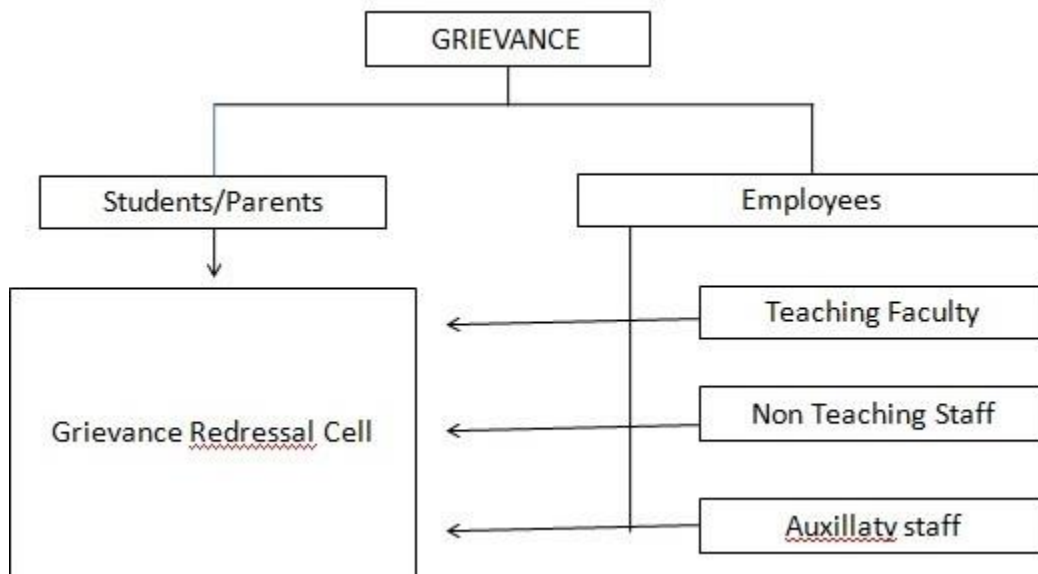 GRIEVANCE
Students/Parents
Employees
Teaching Faculty
Grievance Redressal Cell
Non Teaching Staff
Auxillaty staff